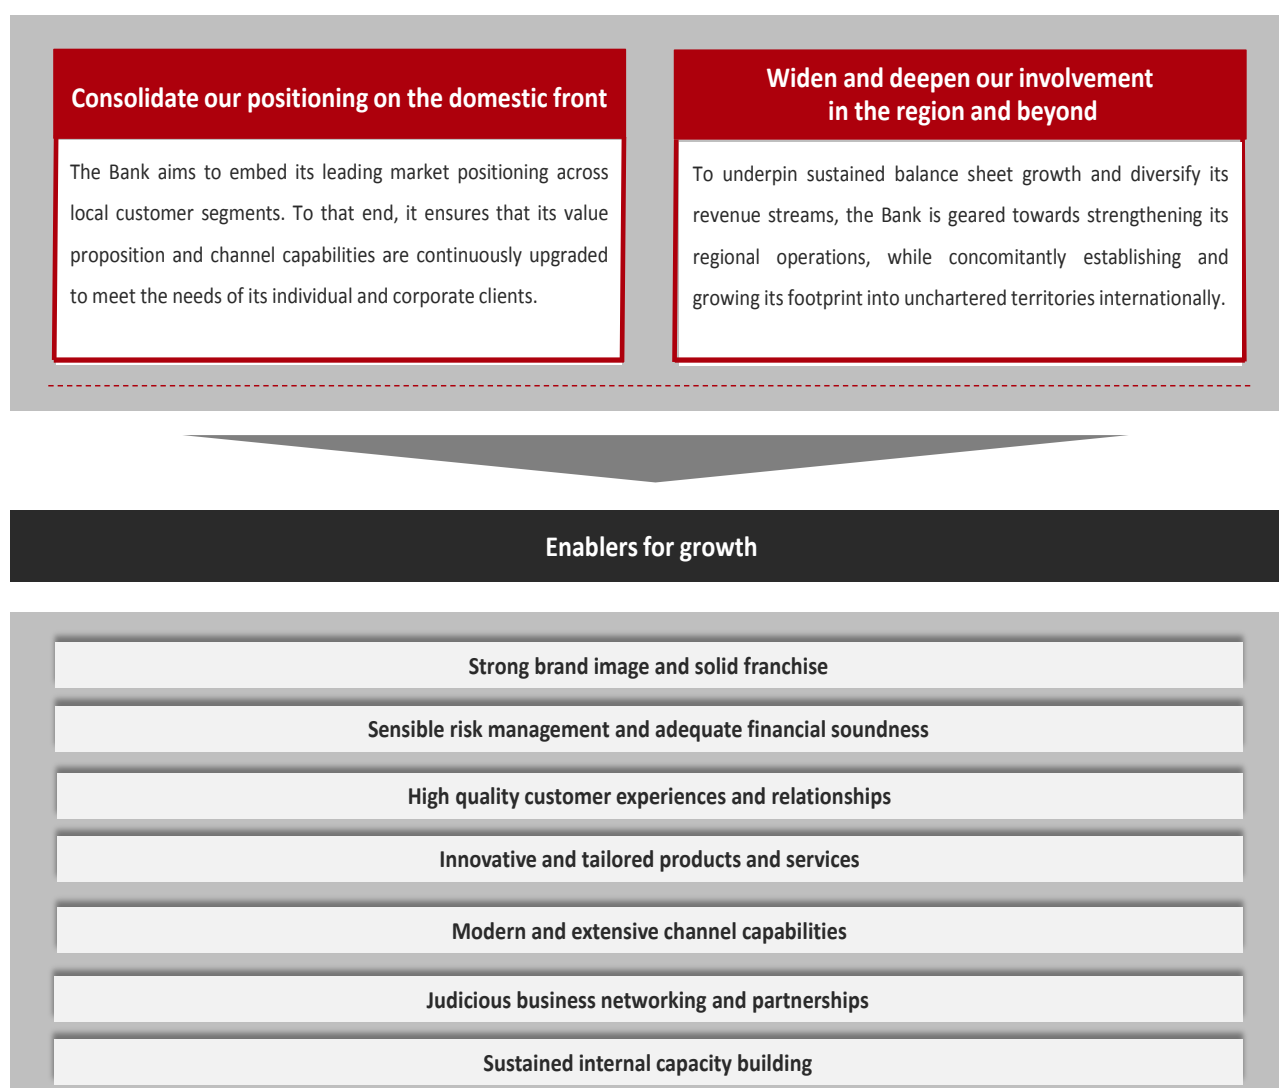 Consolidate our positioning on the domestic front
The Bank aims to embed its leading market positioning across
local customer segments. To that end, it ensures that its value
proposition and channel capabilities are continuously upgraded
to meet the needs of its individual and corporate clients.
Widen and deepen our involvement
in the region and beyond
To underpin sustained balance sheet growth and diversify its
revenue streams, the Bank is geared towards strengthening its
regional operations, while concomitantly establishing and
growing its footprint into unchartered territories internationally.
Enablers for growth
Strong brand image and solid franchise
Sensible risk management and adequate financial soundness
High quality customer experiences and relationships
Innovative and tailored products and services
Modern and extensive channel capabilities
Judicious business networking and partnerships
Sustained internal capacity building